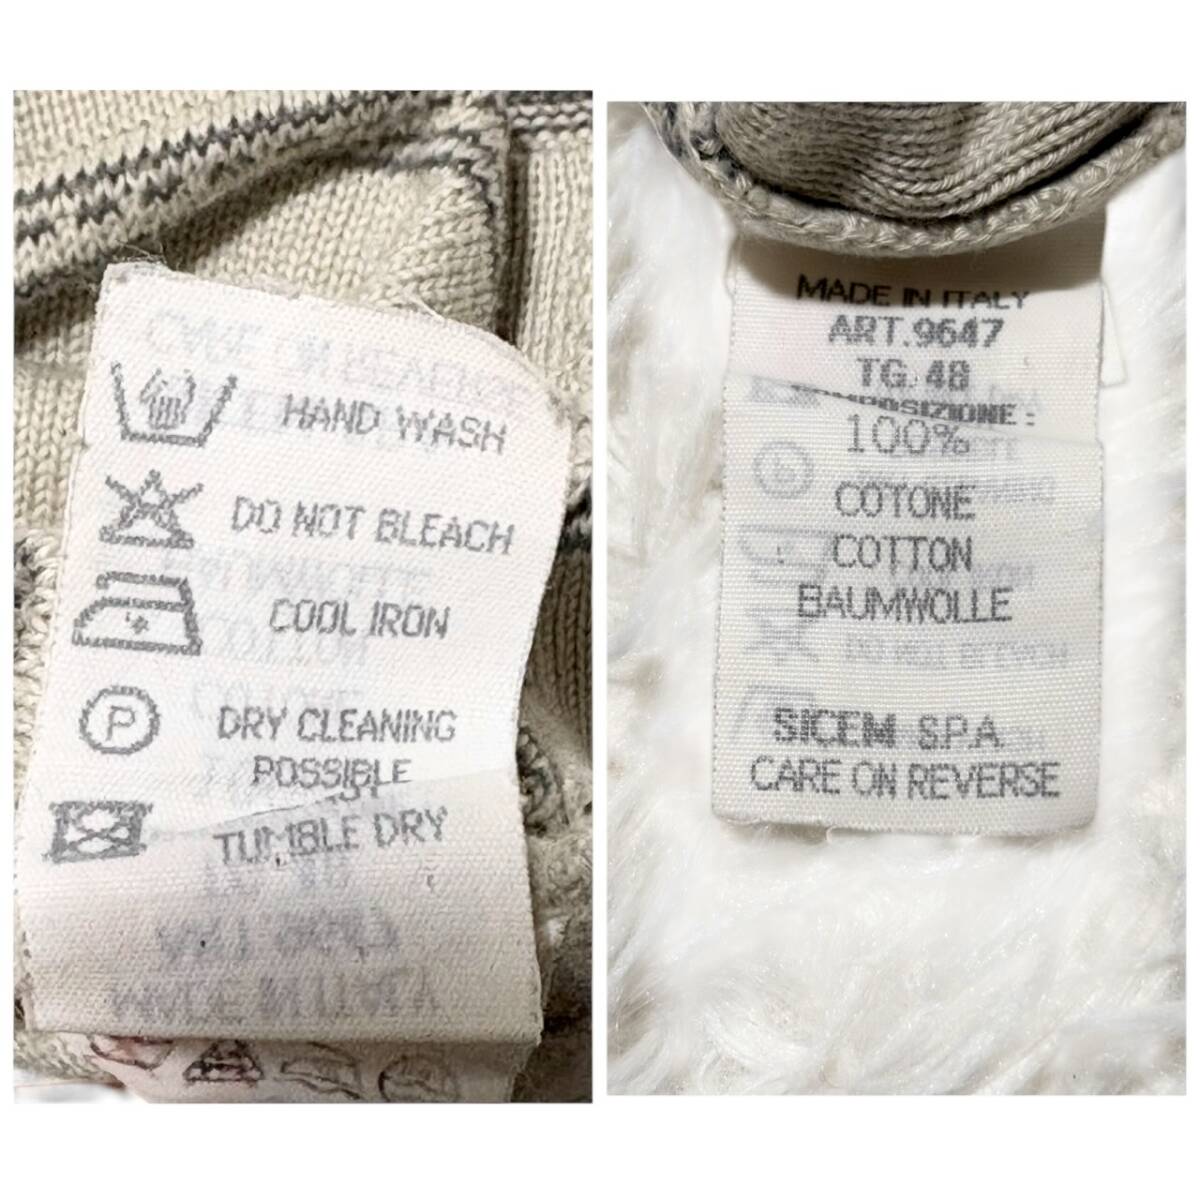 HAND WASH
DO NOT BLEACH
COOL IRON
P
DRY CLEANING
POSSIBLE
TUMBLE DRY
MADE IN ITALY
ART.9647
TG.48
100%
COTONE
COTTON
BAUMWOLLE
SICEM S.P.A.
CARE ON REVERSE